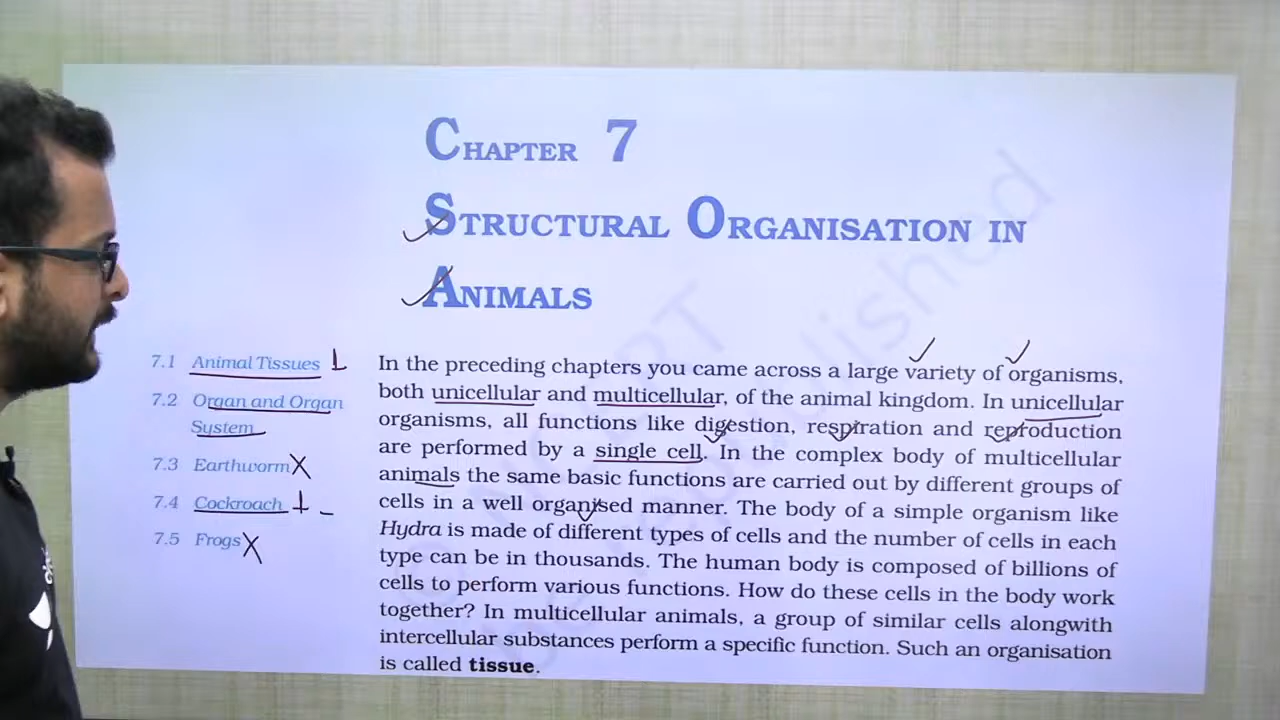 CHAPTER 7
STRUCTURAL ORGANISATION IN
ANIMALS
7.1 Animal Tissues
7.2 Organ and Organ
System
7.3 Earthworm
7.4 Cockroach
7.5 Frogs
In the preceding chapters you came across a large variety of organisms,
both unicellular and multicellular, of the animal kingdom. In unicellular
organisms, all functions like digestion, respiration and reproduction
are performed by a single cell. In the complex body of multicellular
animals the same basic functions are carried out by different groups of
cells in a well organised manner. The body of a simple organism like
Hydra is made of different types of cells and the number of cells in each
type can be in thousands. The human body is composed of billions of
cells to perform various functions. How do these cells in the body work
together? In multicellular animals, a group of similar cells alongwith
intercellular substances perform a specific function. Such an organisation
is called tissue.